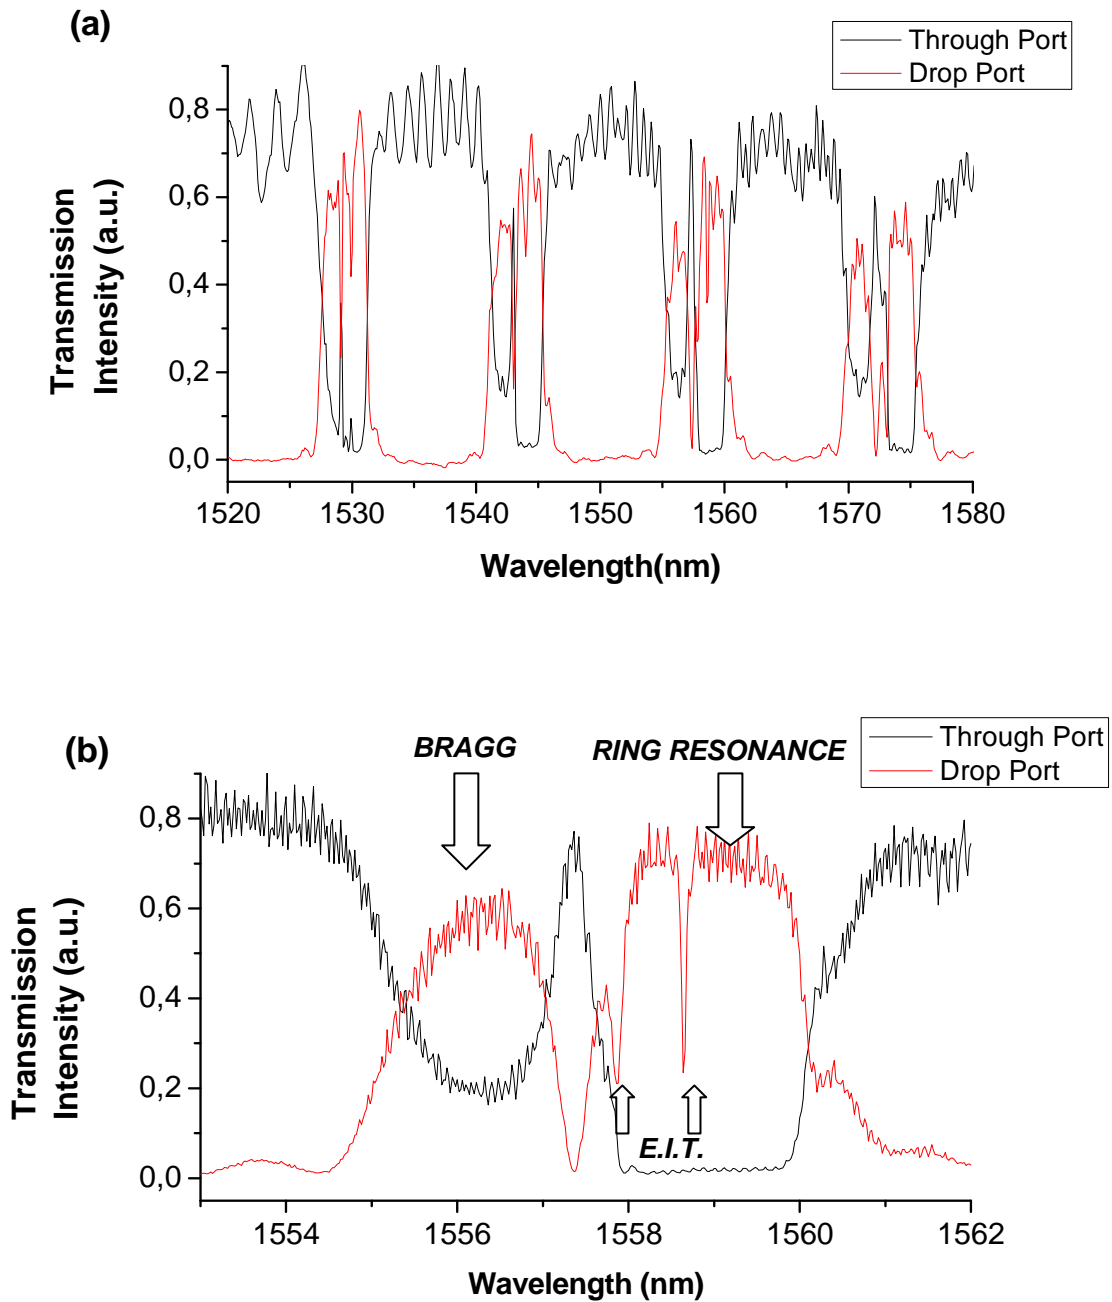 (a)
Through Port
Drop Port
0,8
0,6
0,4
0,2
0,0
Transmission
Intensity (a.u.)
1520 1530 1540 1550 1560 1570 1580
Wavelength(nm)
(b)
BRAGG RING RESONANCE
Through Port
Drop Port
0,8
0,6
0,4
0,2
0,0
Transmission
Intensity (a.u.)
E.I.T.
1554 1556 1558 1560 1562
Wavelength (nm)